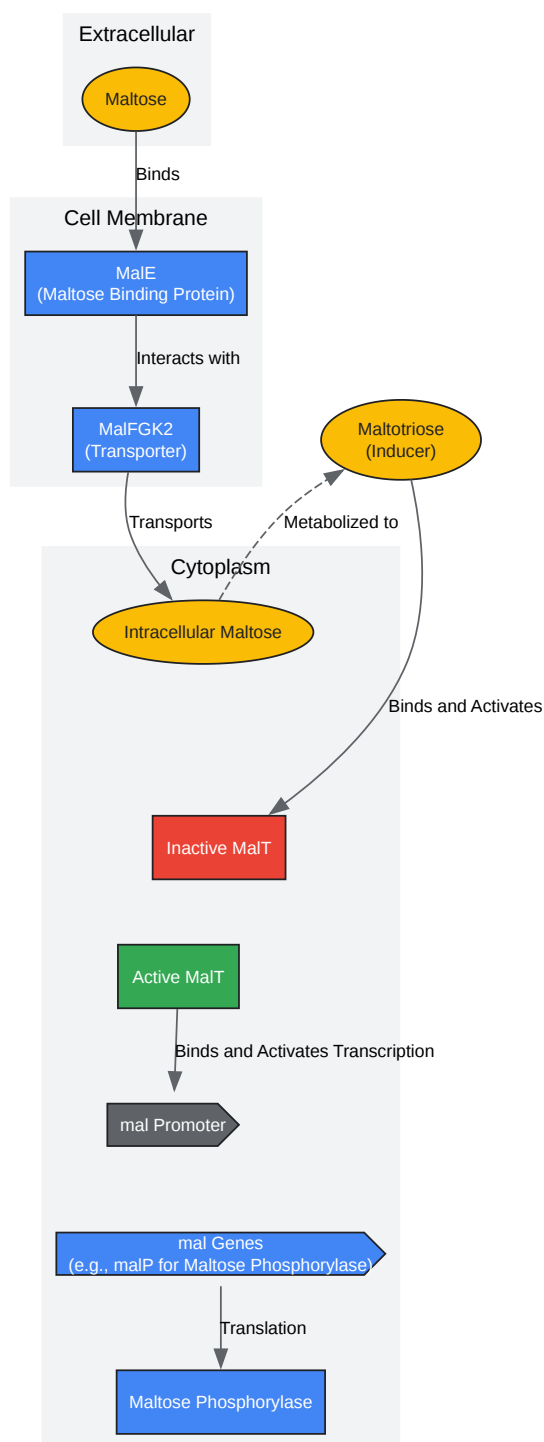 Extracellular
Maltose
Binds
Cell Membrane
MalE
(Maltose Binding Protein)
Interacts with
MalFGK2
(Transporter)
Maltotriose
(Inducer)
Transports
Metabolized to
Cytoplasm
Intracellular Maltose
Binds and Activates
Inactive MalT
Active MalT
Binds and Activates Transcription
mal Promoter
mal Genes
(e.g., malP for Maltose Phosphorylase)
Translation
Maltose Phosphorylase